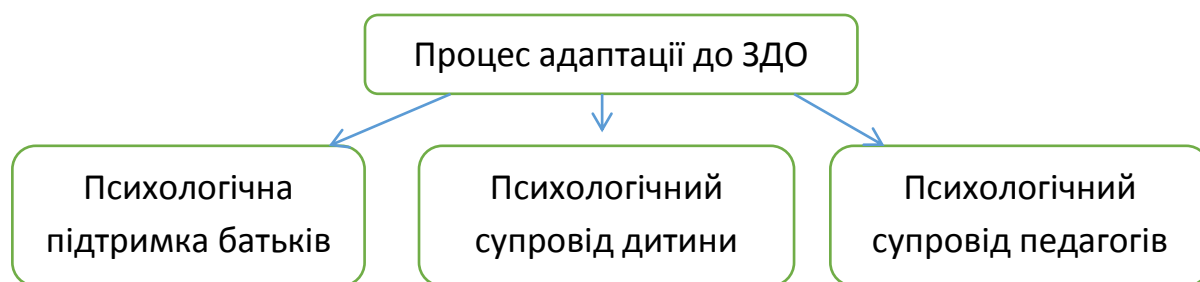 Процес адаптації до ЗДО
Психологічна
підтримка батьків
Психологічний
супровід дитини
Психологічний
супровід педагогів